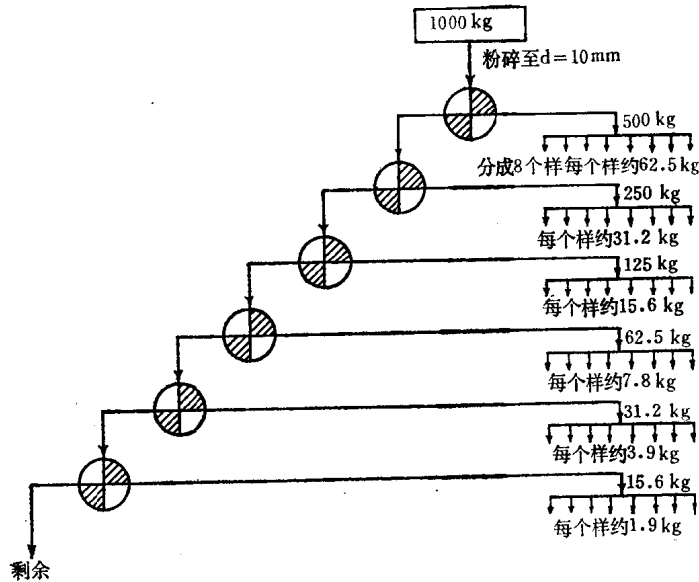 1000 kg
粉碎至d=10mm
500 kg
分成8个样每个样约62.5kg
250 kg
每个样约31.2 kg
125 kg
每个样约15.6 kg
62.5 kg
每个样约7.8 kg
31.2 kg
每个样约3.9 kg
15.6 kg
每个样约1.9 kg
剩余